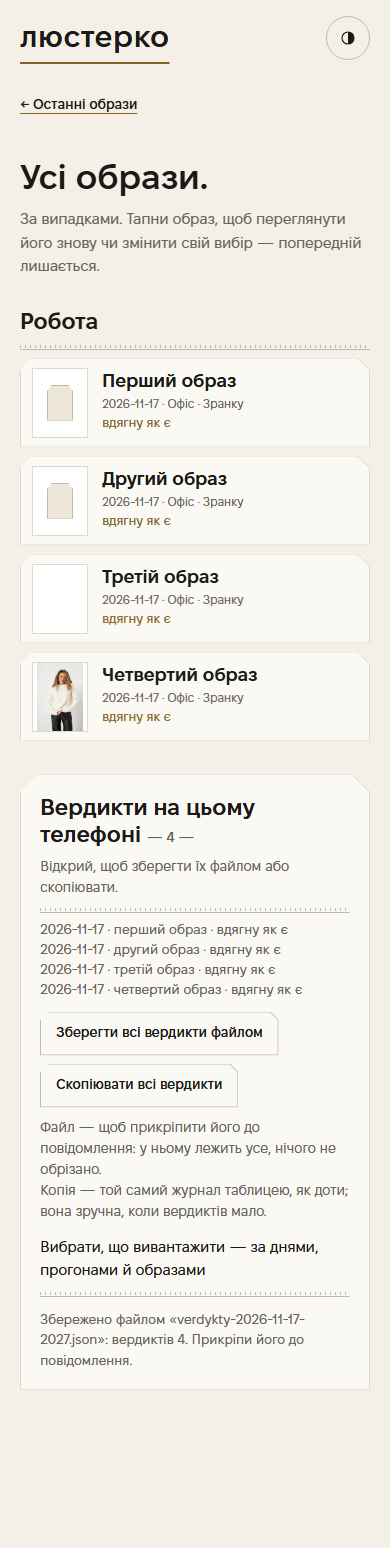 люстерко
← Останні образи
Усі образи.
За випадками. Тапни образ, щоб переглянути
його знову чи змінити свій вибір — попередній
лишається.
Робота
Перший образ
2026-11-17 · Офіс · Зранку
вдягну як є
Другий образ
2026-11-17 · Офіс · Зранку
вдягну як є
Третій образ
2026-11-17 · Офіс · Зранку
вдягну як є
Четвертий образ
2026-11-17 · Офіс · Зранку
вдягну як є
Вердикти на цьому
телефоні — 4 —
Відкрий, щоб зберегти їх файлом або
скопіювати.
2026-11-17 · перший образ · вдягну як є
2026-11-17 · другий образ · вдягну як є
2026-11-17 · третій образ · вдягну як є
2026-11-17 · четвертий образ · вдягну як є
Зберегти всі вердикти файлом
Скопіювати всі вердикти
Файл — щоб прикріпити його до
повідомлення: у ньому лежить усе, нічого не
обрізано.
Копія — той самий журнал таблицею, як доти;
вона зручна, коли вердиктів мало.
Вибрати, що вивантажити — за днями,
прогонами й образами
Збережено файлом «verdykty-2026-11-17-
2027.json»: вердиктів 4. Прикріпи його до
повідомлення.